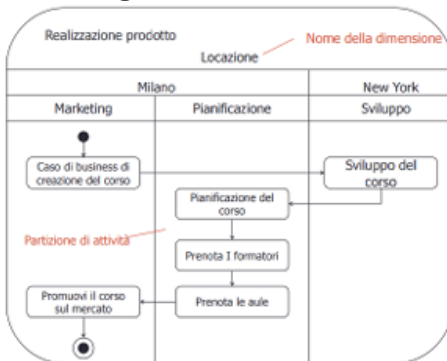 Realizzazione prodotto
Nome della dimensione
Locazione
Milano
New York
Marketing
Pianificazione
Sviluppo
Caso di business di
creazione del corso
Sviluppo del
corso
Pianificazione del
corso
Partizione di attività
Prenota I formatori
Promuovi il corso
sul mercato
Prenota le aule